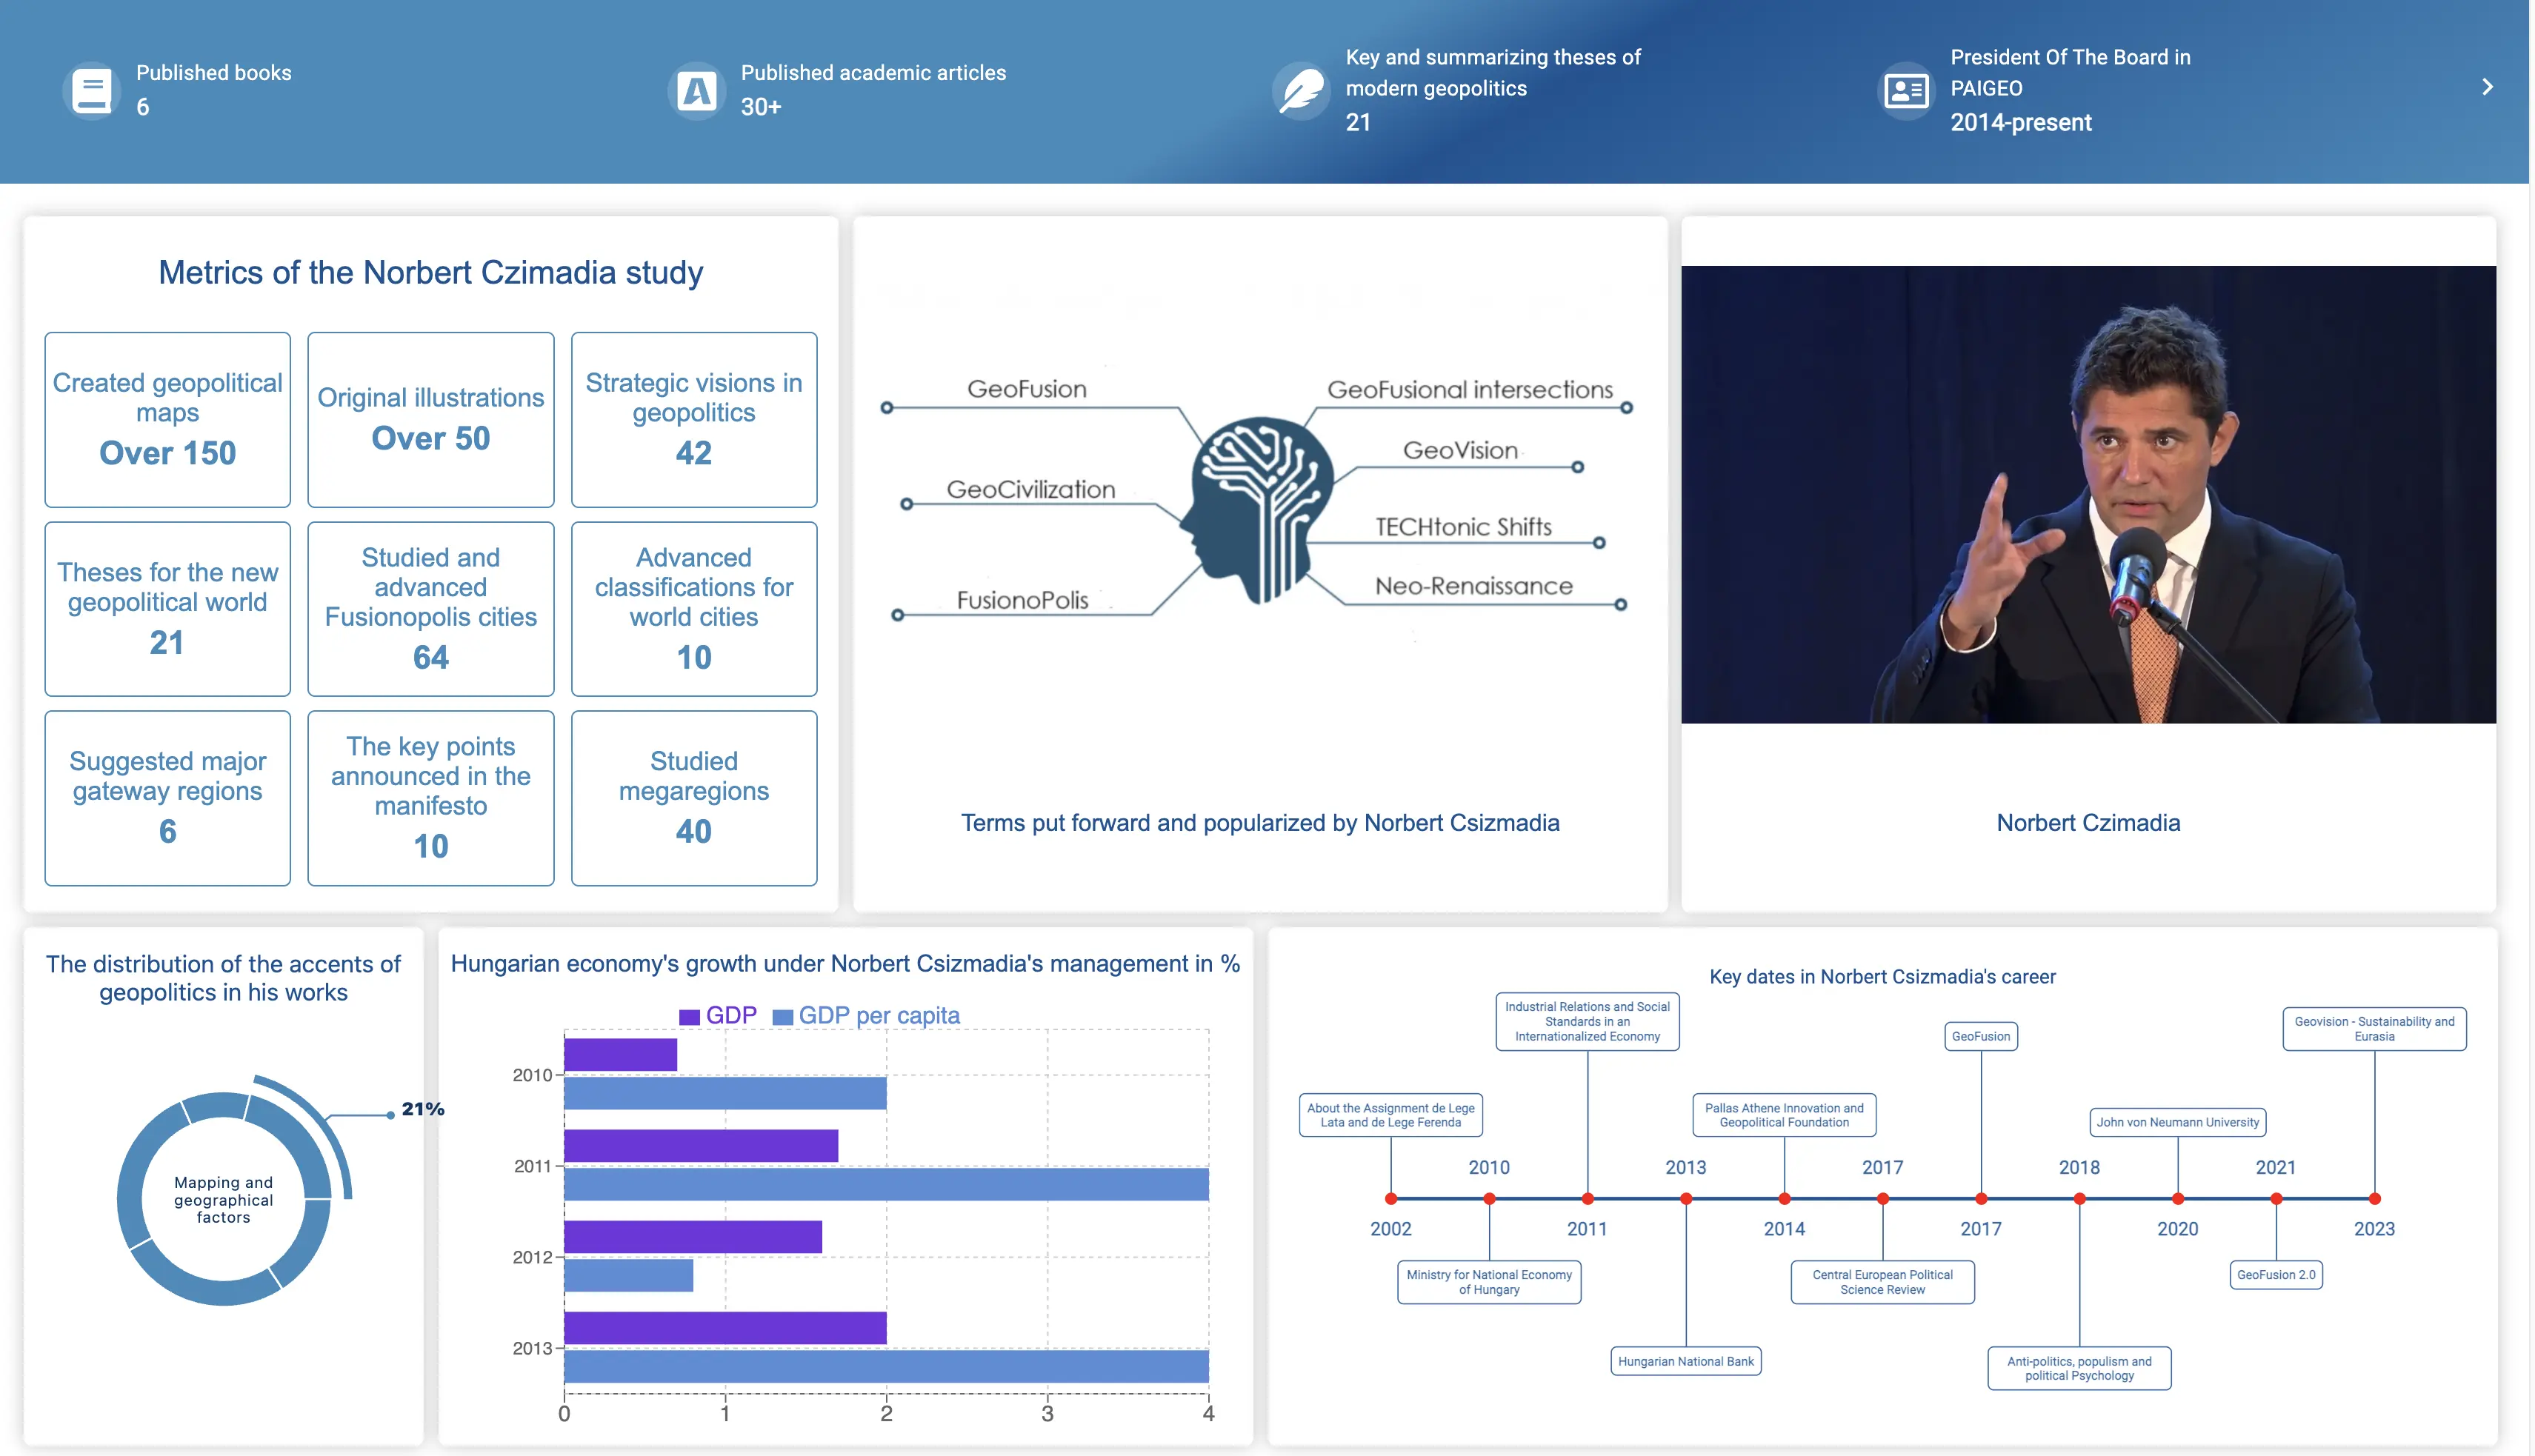 Published books
6
Published academic articles
30+
Key and summarizing theses of
modern geopolitics
21
President Of The Board in
PAIGEO
2014-present
Metrics of the Norbert Czimadia study
Created geopolitical
maps
Over 150
Original illustrations
Over 50
Strategic visions in
geopolitics
42
Theses for the new
geopolitical world
21
Studied and
advanced
Fusionopolis cities
64
Advanced
classifications for
world cities
10
Suggested major
gateway regions
6
The key points
announced in the
manifesto
10
Studied
megaregions
40
GeoFusion
GeoCivilization
FusionoPolis
GeoFusional intersections
GeoVision
TECHtonic Shifts
Neo-Renaissance
Terms put forward and popularized by Norbert Csizmadia
Norbert Czimadia
The distribution of the accents of
geopolitics in his works
21%
Mapping and
geographical
factors
Hungarian economy's growth under Norbert Csizmadia's management in %
GDP
GDP per capita
2010
2011
2012
2013
0
1
2
3
4
Key dates in Norbert Csizmadia's career
About the Assignment de Lege
Lata and de Lege Ferenda
2002
2010
Ministry for National Economy
of Hungary
Industrial Relations and Social
Standards in an
Internationalized Economy
2011
2013
Hungarian National Bank
Pallas Athene Innovation and
Geopolitical Foundation
2014
2017
Central European Political
Science Review
GeoFusion
2017
2018
Anti-politics, populism and
political Psychology
John von Neumann University
2020
2021
GeoFusion 2.0
Geovision - Sustainability and
Eurasia
2023